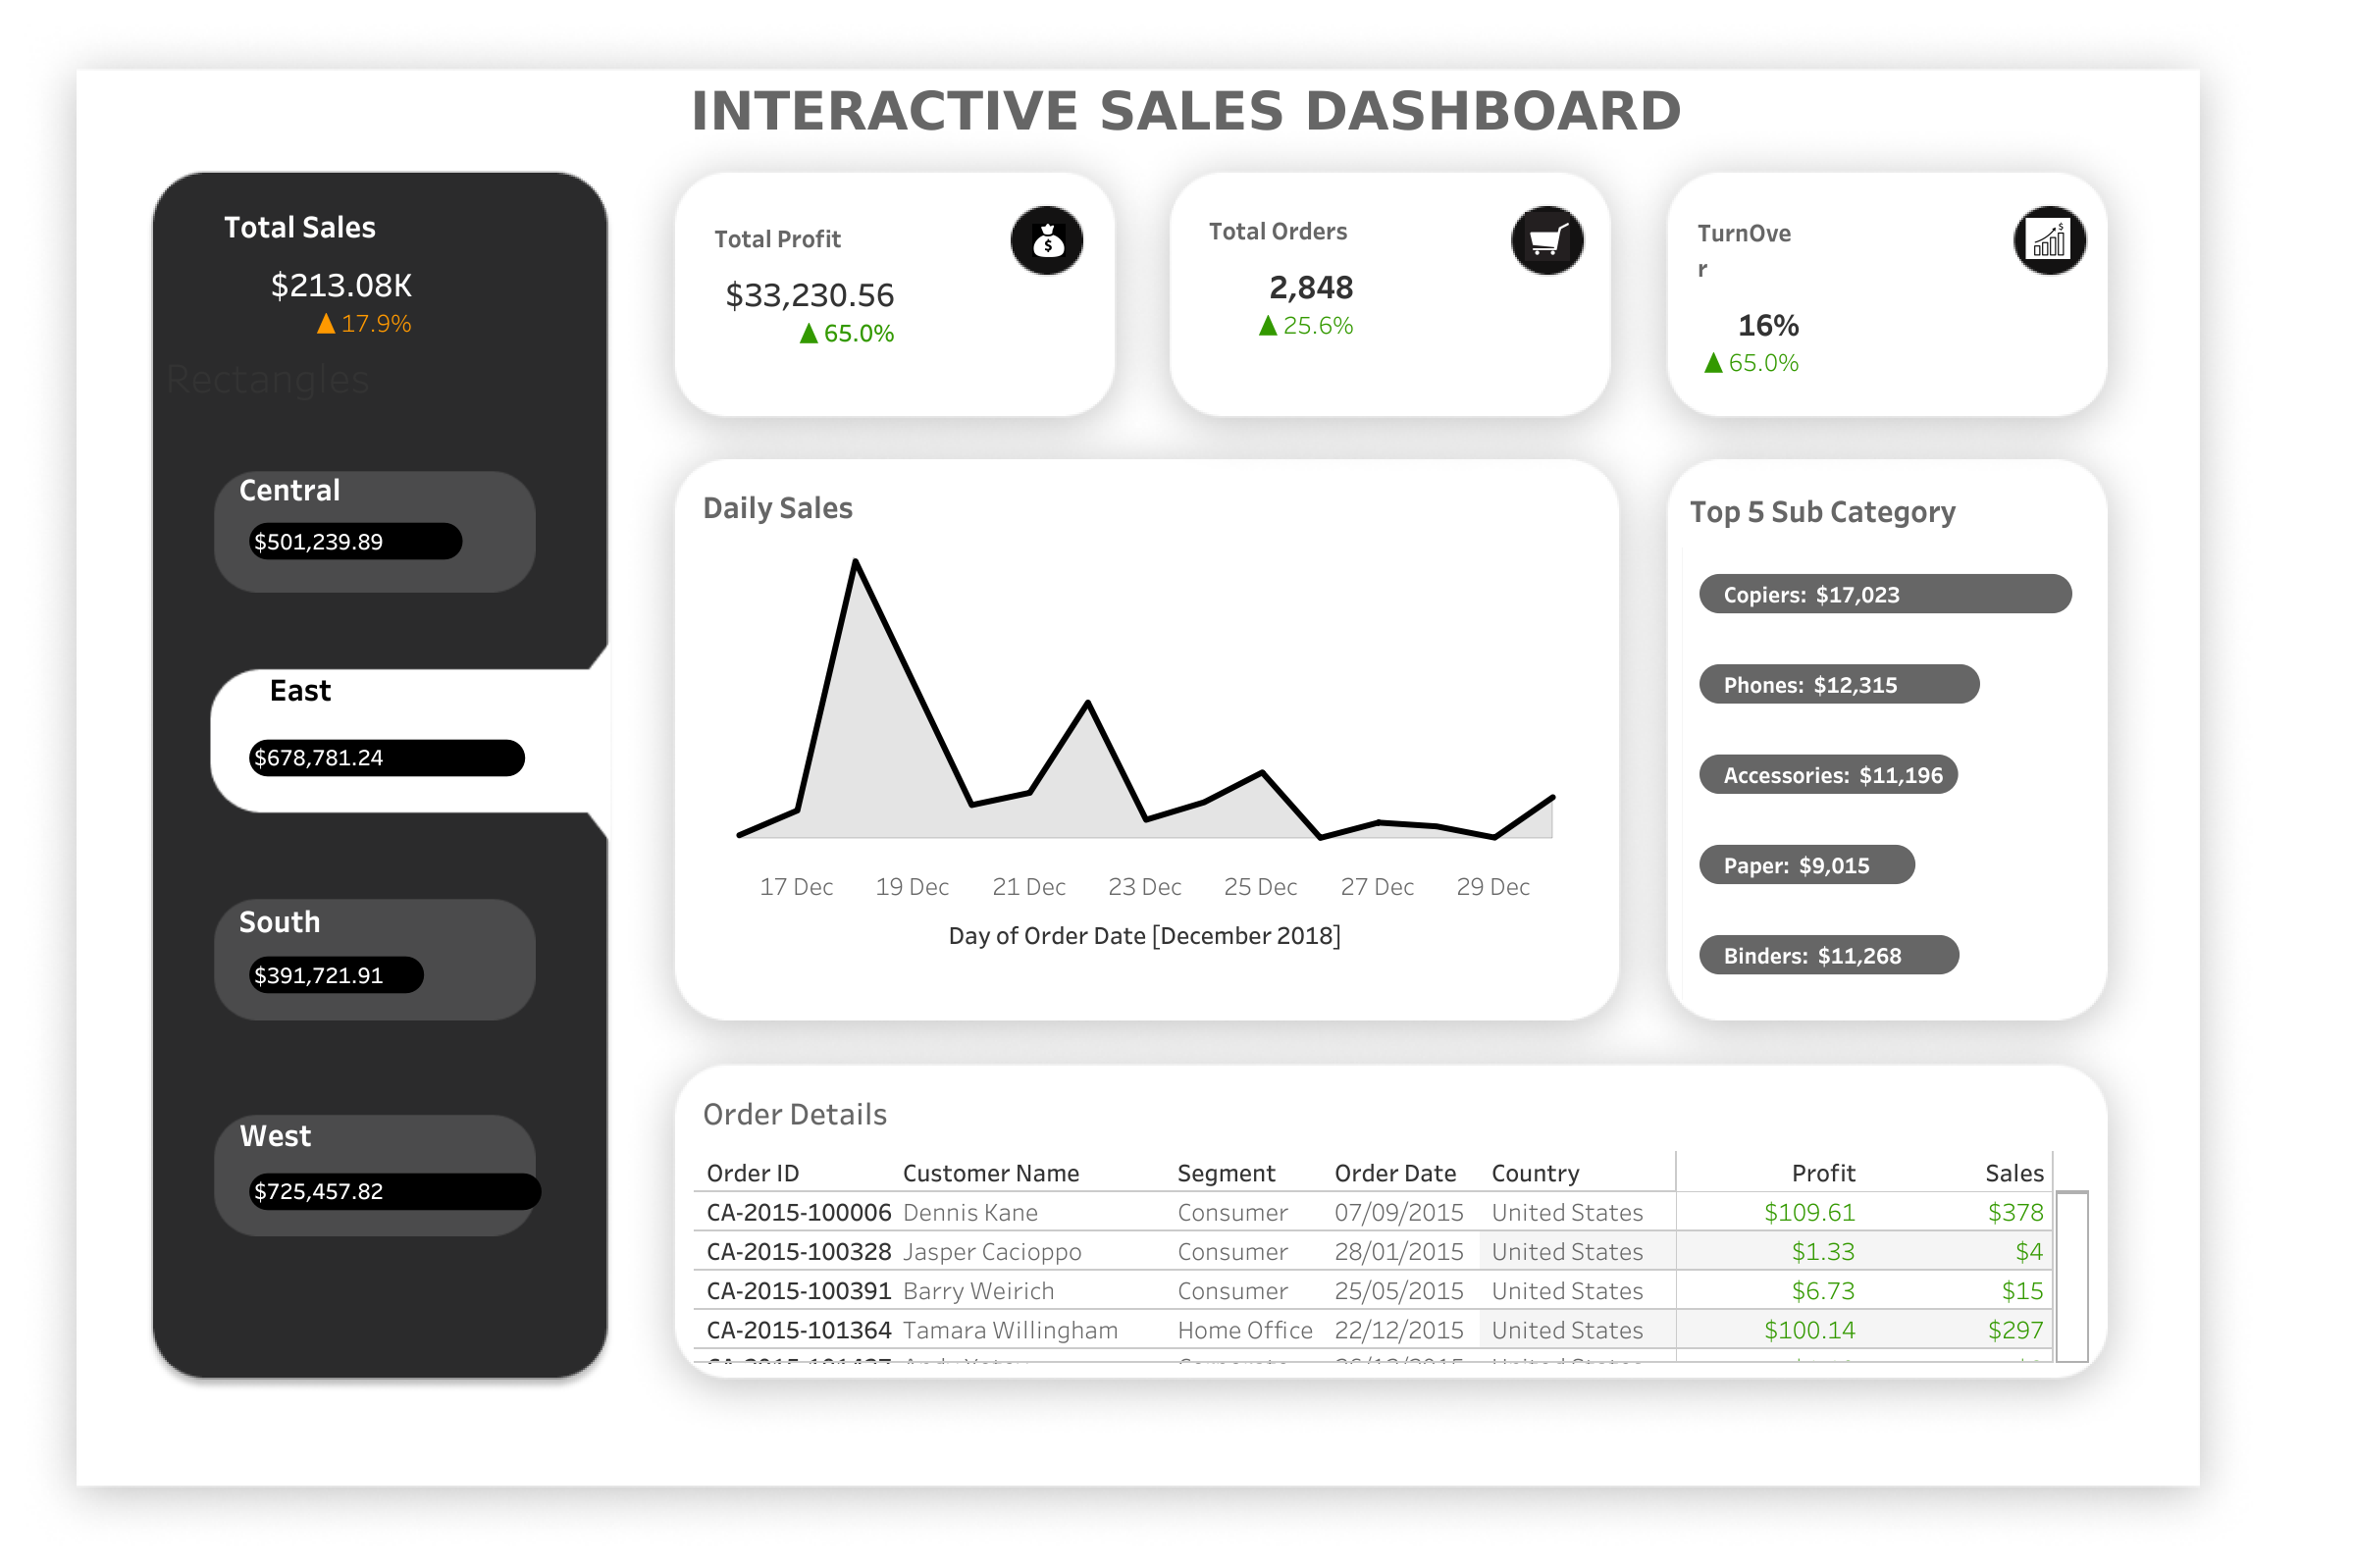 INTERACTIVE SALES DASHBOARD
Total Sales
$213.08K
▲ 17.9%
Rectangles
Central
$501,239.89
East
$678,781.24
South
$391,721.91
West
$725,457.82
Total Profit
$33,230.56
▲ 65.0%
Total Orders
2,848
▲ 25.6%
TurnOve
r
16%
▲ 65.0%
Daily Sales
17 Dec 19 Dec 21 Dec 23 Dec 25 Dec 27 Dec 29 Dec
Day of Order Date [December 2018]
Top 5 Sub Category
Copiers: $17,023
Phones: $12,315
Accessories: $11,196
Paper: $9,015
Binders: $11,268
Order Details
Order ID Customer Name Segment Order Date Country Profit Sales
CA-2015-100006 Dennis Kane Consumer 07/09/2015 United States $109.61 $378
CA-2015-100328 Jasper Cacioppo Consumer 28/01/2015 United States $1.33 $4
CA-2015-100391 Barry Weirich Consumer 25/05/2015 United States $6.73 $15
CA-2015-101364 Tamara Willingham Home Office 22/12/2015 United States $100.14 $297